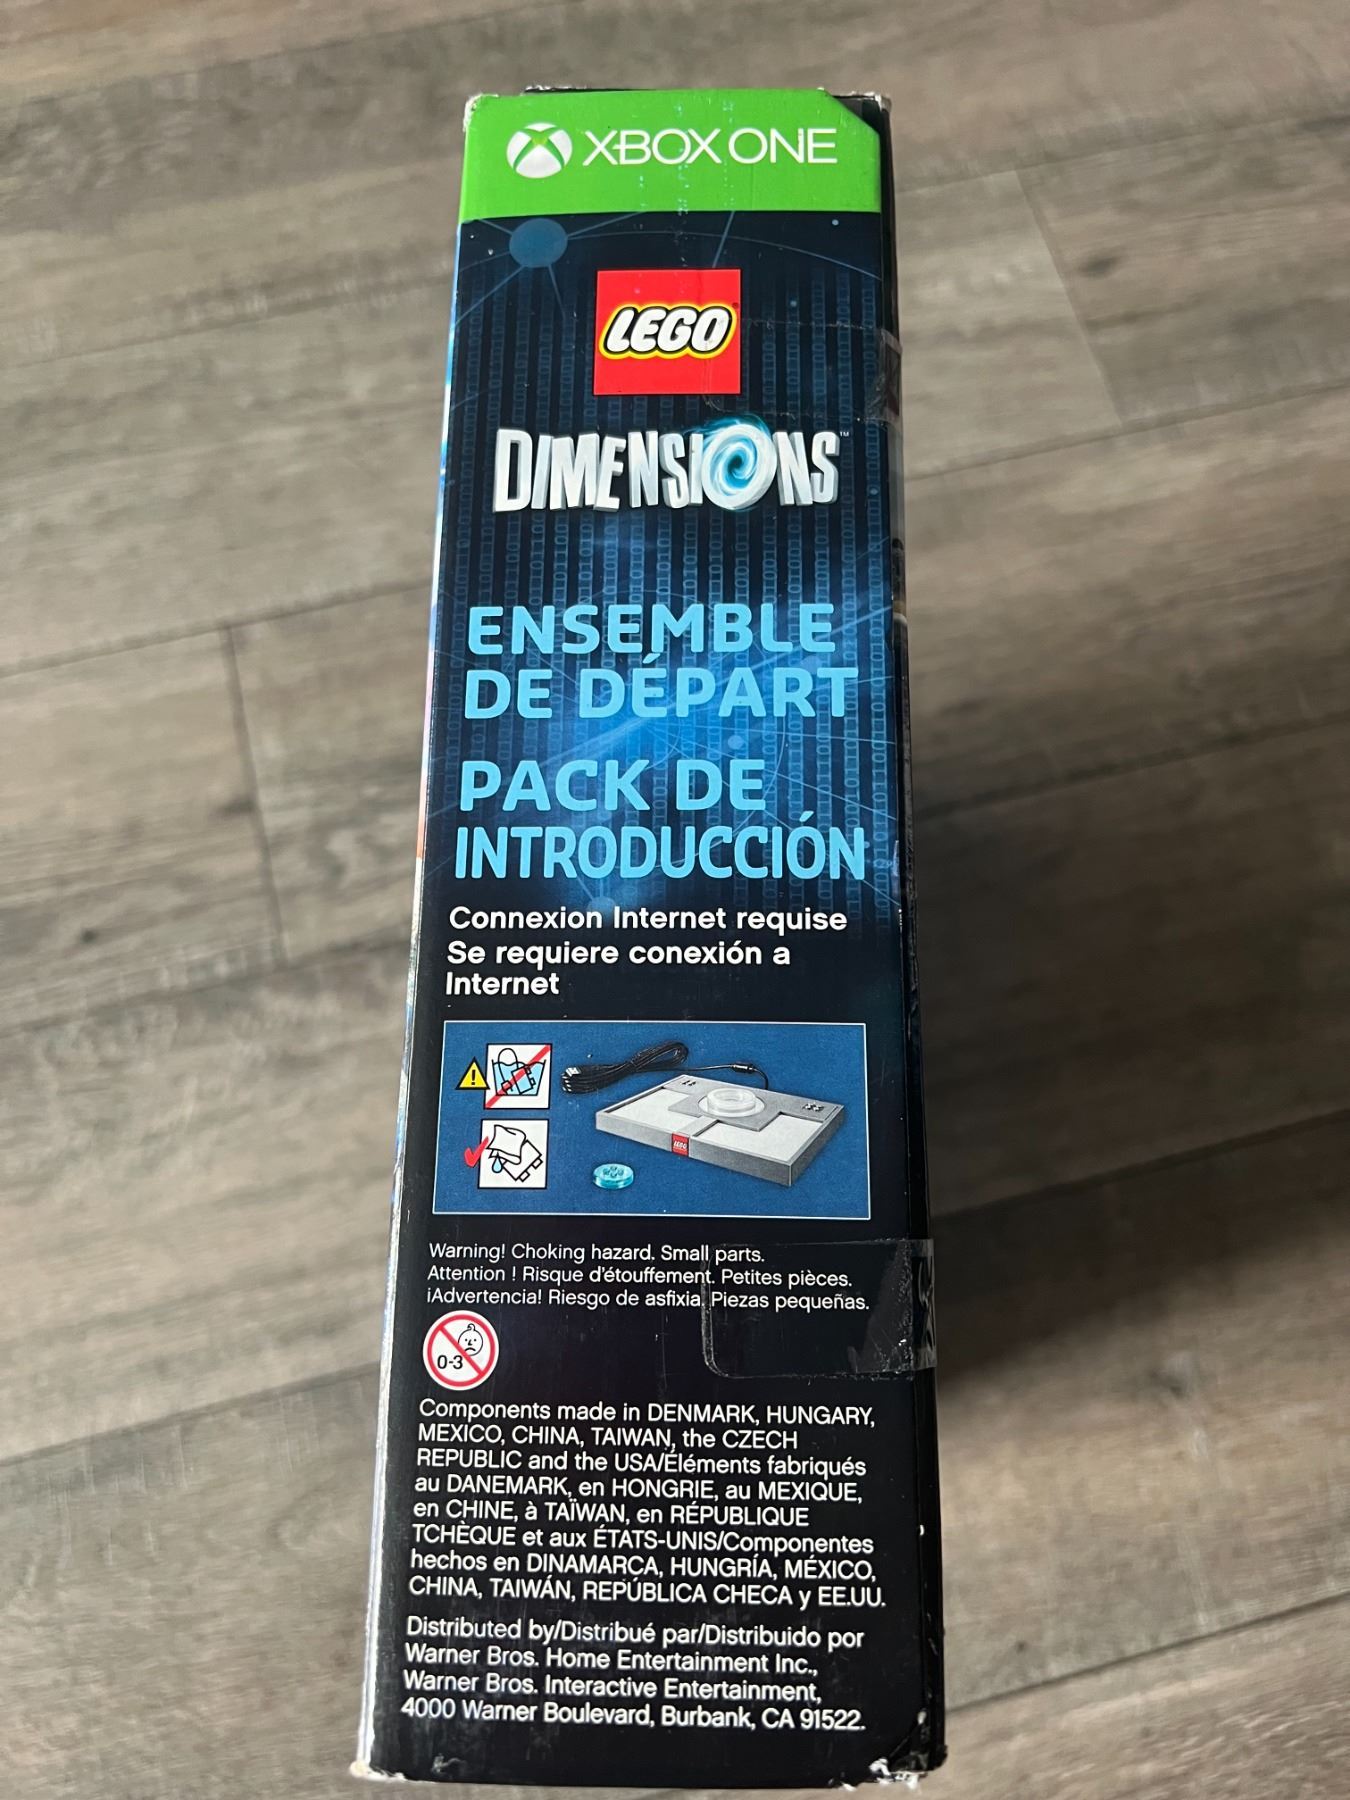 XBOX ONE
LEGO
DIMENSIONS™
ENSEMBLE
DE DÉPART
PACK DE
INTRODUCCIÓN
Connexion Internet requise
Se requiere conexión a
Internet
LEGO
Warning! Choking hazard. Small parts.
Attention ! Risque d'étouffement. Petites pièces.
¡Advertencia! Riesgo de asfixia. Piezas pequeñas.
0-3
Components made in DENMARK, HUNGARY,
MEXICO, CHINA, TAIWAN, the CZECH
REPUBLIC and the USA/Éléments fabriqués
au DANEMARK, en HONGRIE, au MEXIQUE,
en CHINE, à TAÏWAN, en RÉPUBLIQUE
TCHÈQUE et aux ÉTATS-UNIS/Componentes
hechos en DINAMARCA, HUNGRÍA, MÉXICO,
CHINA, TAIWÁN, REPÚBLICA CHECA y EE.UU.
Distributed by/Distribué par/Distribuido por
Warner Bros. Home Entertainment Inc.,
Warner Bros. Interactive Entertainment,
4000 Warner Boulevard, Burbank, CA 91522.